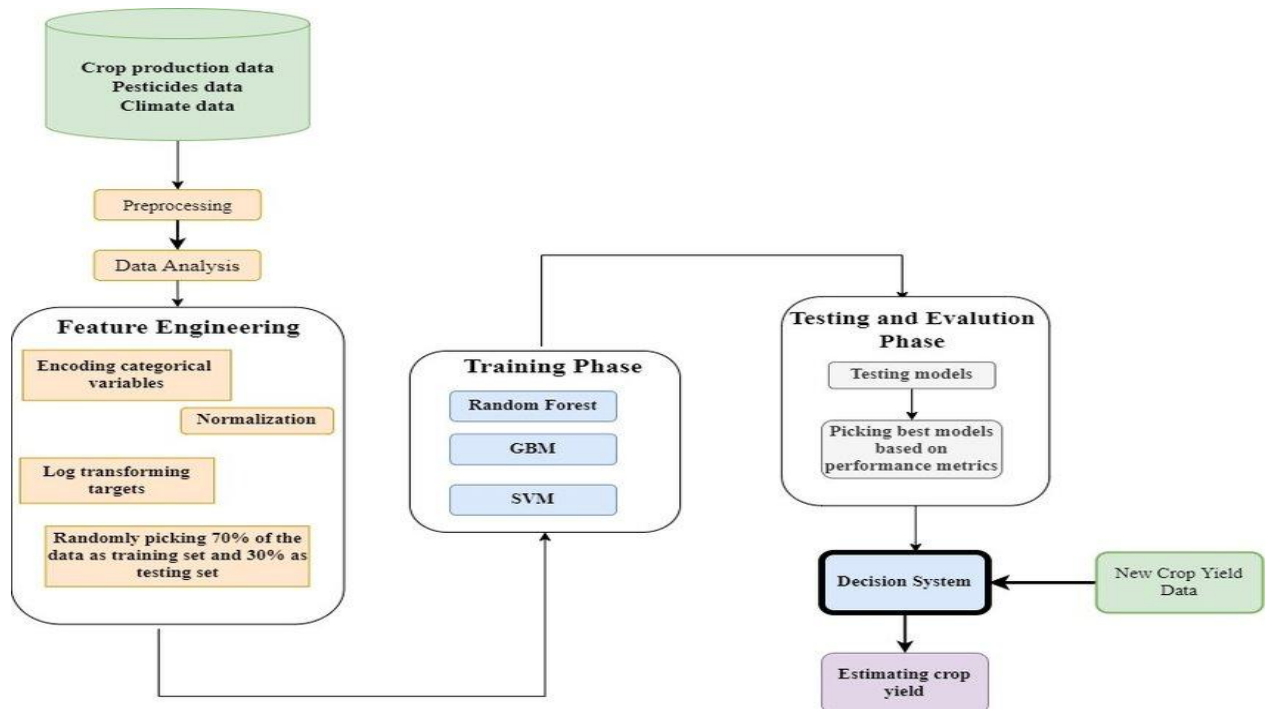 Crop production data
Pesticides data
Climate data
Preprocessing
Data Analysis
Feature Engineering
Encoding categorical
variables
Normalization
Log transforming
targets
Randomly picking 70% of the
data as training set and 30% as
testing set
Training Phase
Random Forest
GBM
SVM
Testing and Evalution
Phase
Testing models
Picking best models
based on
performance metrics
Decision System
New Crop Yield
Data
Estimating crop
yield